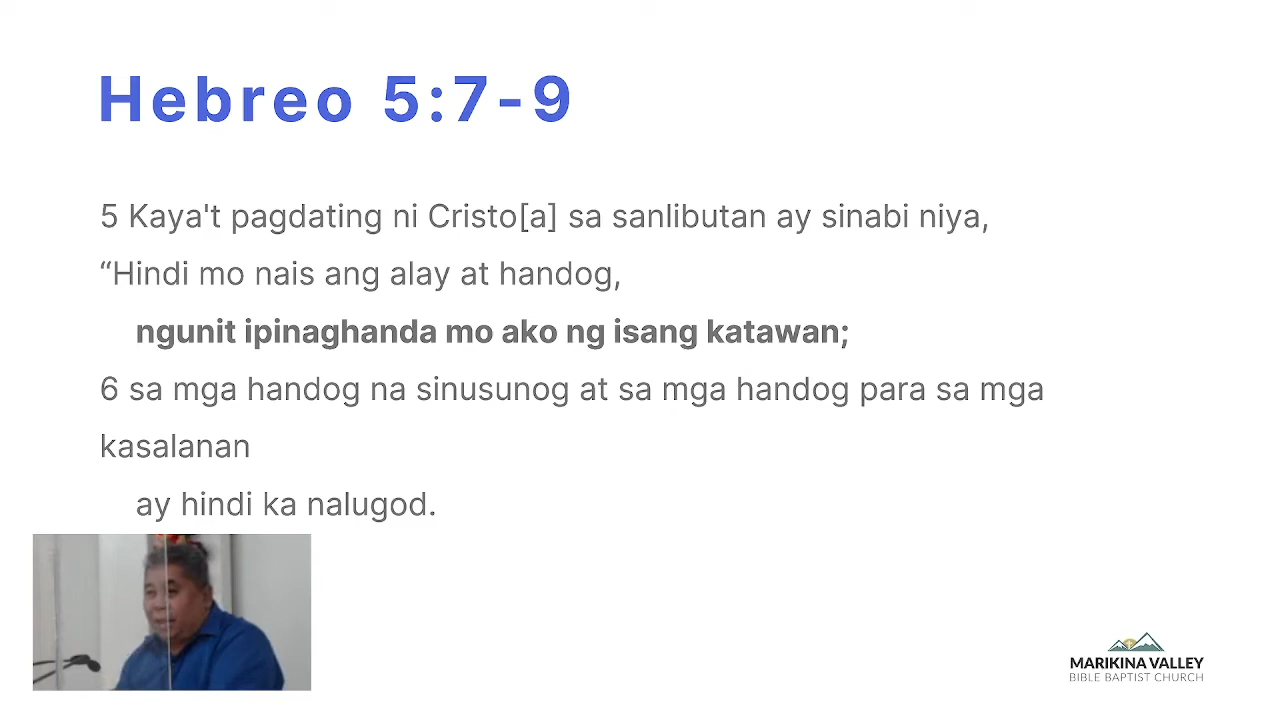 Hebreo 5:7-9
5 Kaya't pagdating ni Cristo[a] sa sanlibutan ay sinabi niya,
“Hindi mo nais ang alay at handog,
ngunit ipinaghanda mo ako ng isang katawan;
6 sa mga handog na sinusunog at sa mga handog para sa mga
kasalanan
ay hindi ka nalugod.
MARIKINA VALLEY
BIBLE BAPTIST CHURCH